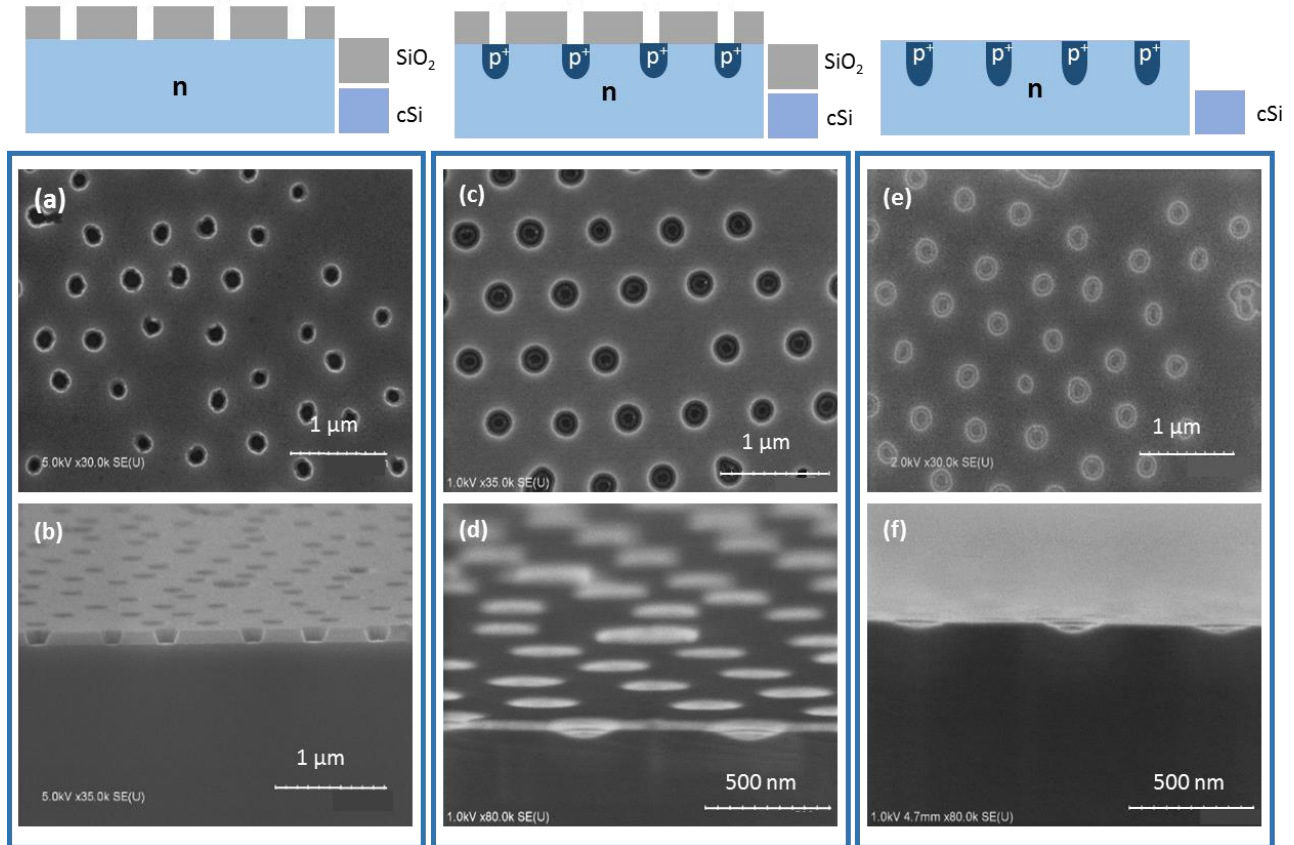 SiO2
n
cSi
p+ p+ p+ p+
n
SiO2
cSi
p+ p+ p+ p+
n
cSi
(a)
1 µm
5.0kV x30.0k SE(U)
(b)
1 µm
5.0kV x35.0k SE(U)
(c)
1 µm
1.0kV x35.0k SE(U)
(d)
500 nm
1.0kV x80.0k SE(U)
(e)
1 µm
2.0kV x30.0k SE(U)
(f)
500 nm
1.0kV 4.7mm x80.0k SE(U)